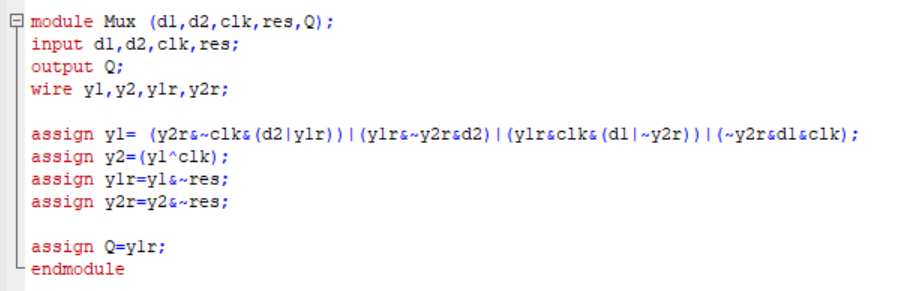 module Mux (d1,d2,clk,res,Q);
input d1,d2,clk,res;
output Q;
wire y1,y2,y1r,y2r;
assign y1= (y2r&~clk&(d2|y1r))|(y1r&~y2r&d2)|(y1r&clk&(d1|~y2r))|(~y2r&d1&clk);
assign y2=(y1^clk);
assign y1r=y1&~res;
assign y2r=y2&~res;
assign Q=y1r;
endmodule